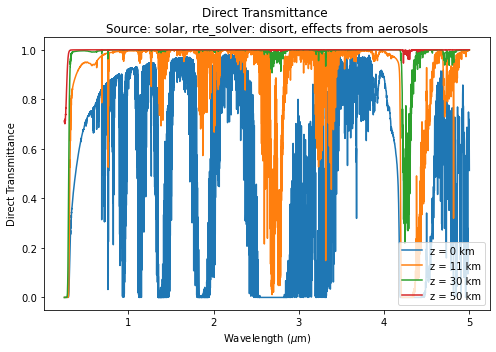 Direct Transmittance
Source: solar, rte_solver: disort, effects from aerosols
Direct Transmittance
1.0
0.8
0.6
0.4
0.2
0.0
z = 0 km
z = 11 km
z = 30 km
z = 50 km
1 2 3 4 5
Wavelength (μm)